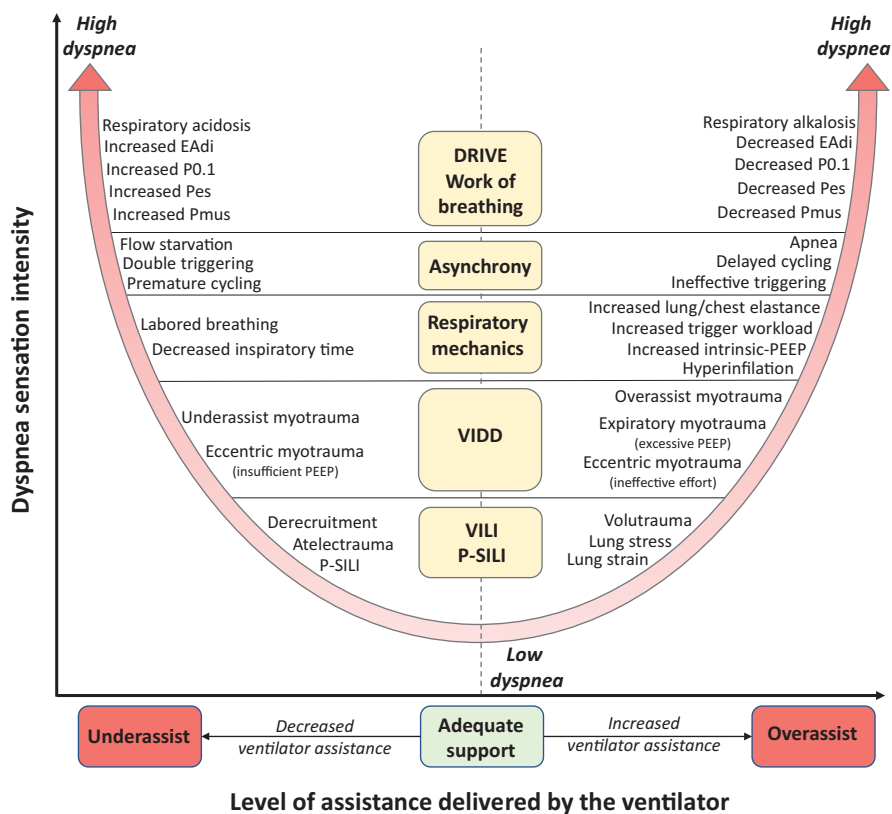 High
dyspnea
High
dyspnea
Dyspnea sensation intensity
Respiratory acidosis
Increased EAdi
Increased P0.1
Increased Pes
Increased Pmus
DRIVE
Work of
breathing
Respiratory alkalosis
Decreased EAdi
Decreased P0.1
Decreased Pes
Decreased Pmus
Flow starvation
Double triggering
Premature cycling
Asynchrony
Apnea
Delayed cycling
Ineffective triggering
Labored breathing
Decreased inspiratory time
Respiratory
mechanics
Increased lung/chest elastance
Increased trigger workload
Increased intrinsic-PEEP
Hyperinfilation
Underassist myotrauma
Eccentric myotrauma
(insufficient PEEP)
VIDD
Overassist myotrauma
Expiratory myotrauma
(excessive PEEP)
Eccentric myotrauma
(ineffective effort)
Derecruitment
Atelectrauma
P-SILI
VILI
P-SILI
Volutrauma
Lung stress
Lung strain
Low
dyspnea
Underassist
Decreased
ventilator assistance
Adequate
support
Increased
ventilator assistance
Overassist
Level of assistance delivered by the ventilator